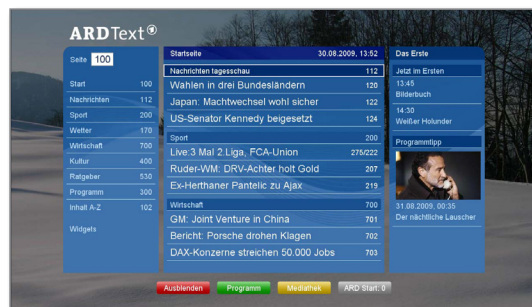 ARDText
Seite 100
Start 100
Nachrichten 112
Sport 200
Wetter 170
Wirtschaft 700
Kultur 400
Ratgeber 530
Programm 300
Inhalt A-Z 102
Widgets
Startseite 30.08.2009, 13:52
Nachrichten tagesschau 112
Wahlen in drei Bundesländern 120
Japan: Machtwechsel wohl sicher 122
US-Senator Kennedy beigesetzt 124
Sport 200
Live:3 Mal 2.Liga, FCA-Union 275/222
Ruder-WM: DRV-Achter holt Gold 207
Ex-Herthaner Pantelic zu Ajax 219
Wirtschaft 700
GM: Joint Venture in China 701
Bericht: Porsche drohen Klagen 702
DAX-Konzerne streichen 50.000 Jobs 703
Das Erste
Jetzt im Ersten
13:45
Bilderbuch
14:30
Weißer Holunder
Programmtipp
31.08.2009, 00:35
Der nächtliche Lauscher
Ausblenden Programm Mediathek ARD Start: 0